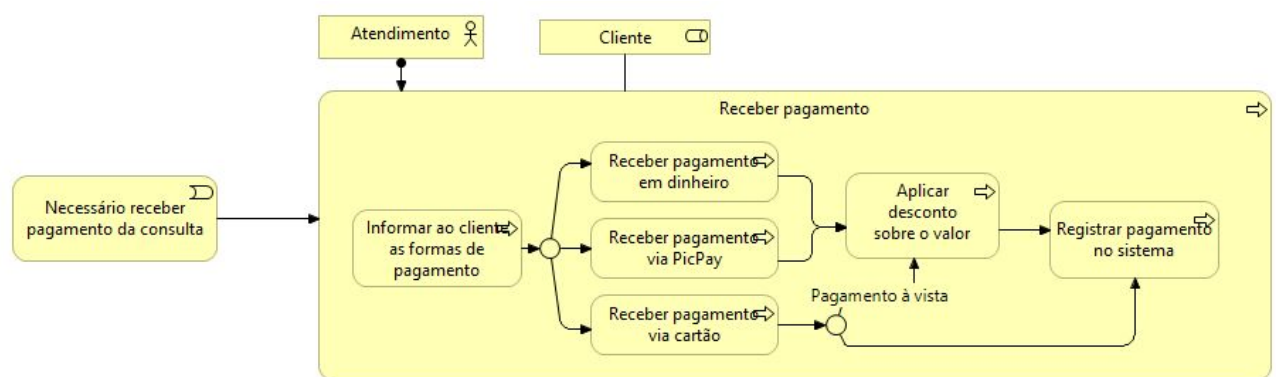 Atendimento
Cliente
Receber pagamento
Necessário receber
pagamento da consulta
Informar ao cliente
as formas de
pagamento
Receber pagamento
em dinheiro
Receber pagamento
via PicPay
Receber pagamento
via cartão
Aplicar
desconto
sobre o valor
Pagamento à vista
Registrar pagamento
no sistema